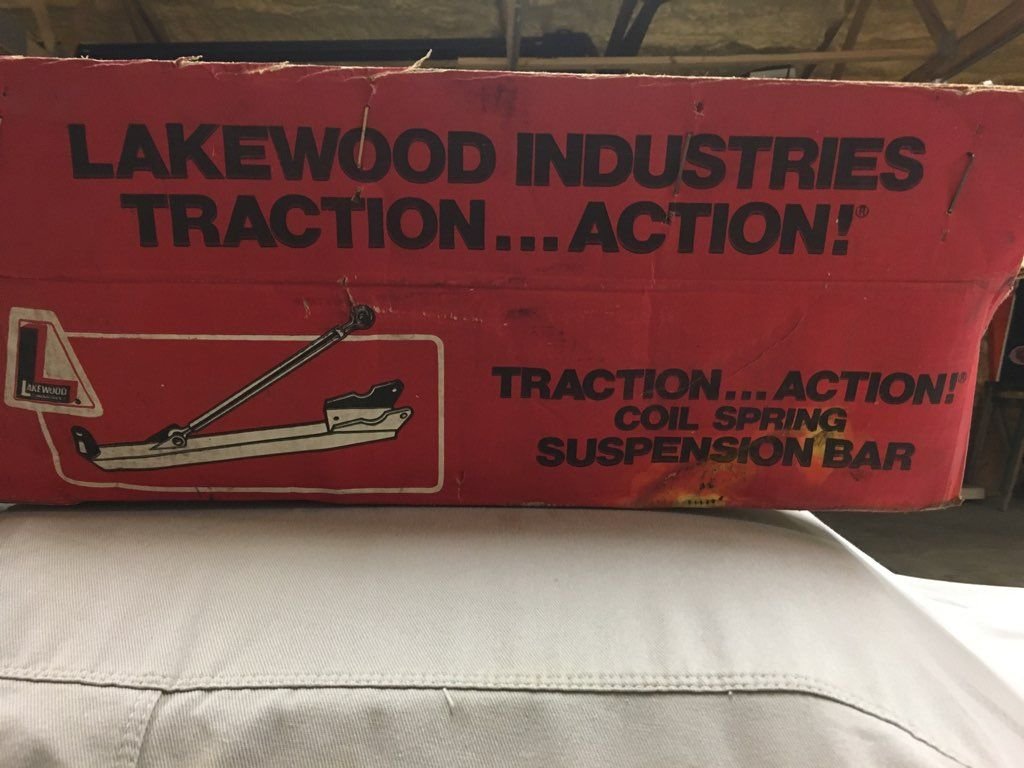 LAKEWOOD INDUSTRIES
TRACTION...ACTION!®
LAKEWOOD
TRACTION...ACTION!®
COIL SPRING
SUSPENSION BAR